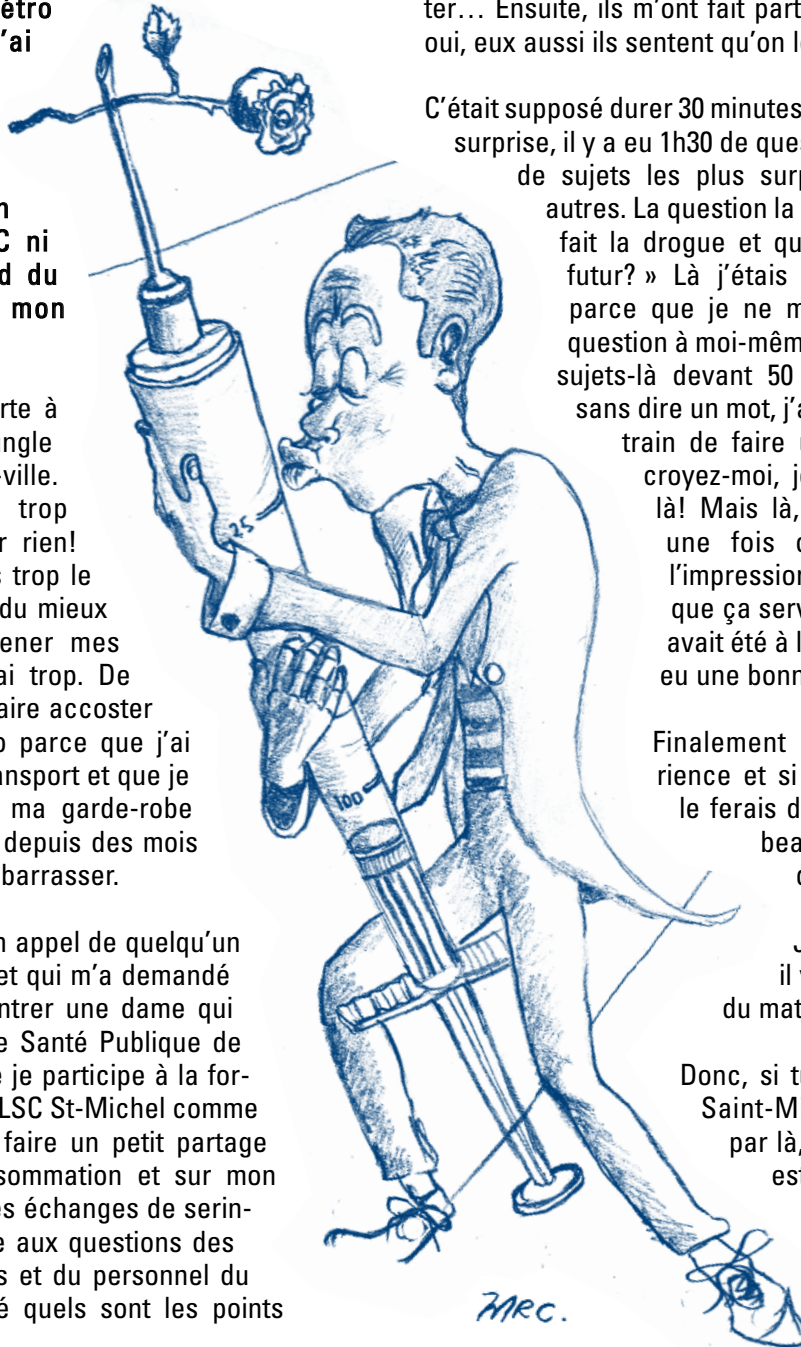 étro
'ai
n
C ni
d du
mon
rte à
ngle
-ville.
trop
r rien!
s trop le
du mieux
ener mes
ai trop. De
aire accoster
p parce que j'ai
ansport et que je
ma garde-robe
depuis des mois
barrasser.
n appel de quelqu'un
et qui m'a demandé
ntrer une dame qui
e Santé Publique de
e je participe à la for-
LSC St-Michel comme
faire un petit partage
sommation et sur mon
es échanges de serin-
e aux questions des
s et du personnel du
é quels sont les points
ter… Ensuite, ils m'ont fait part
oui, eux aussi ils sentent qu'on l
C'était supposé durer 30 minutes
surprise, il y a eu 1h30 de ques
de sujets les plus surp
autres. La question la
fait la drogue et qu
futur? » Là j'étais
parce que je ne m
question à moi-mêm
sujets-là devant 50
sans dire un mot, j'a
train de faire
croyez-moi, j
là! Mais là,
une fois
l'impression
que ça serv
avait été à l
eu une bonn
Finalement
rience et si
le ferais d
bea
il
du mat
Donc, si t
Saint-M
par là,
est
25
100
MARC.